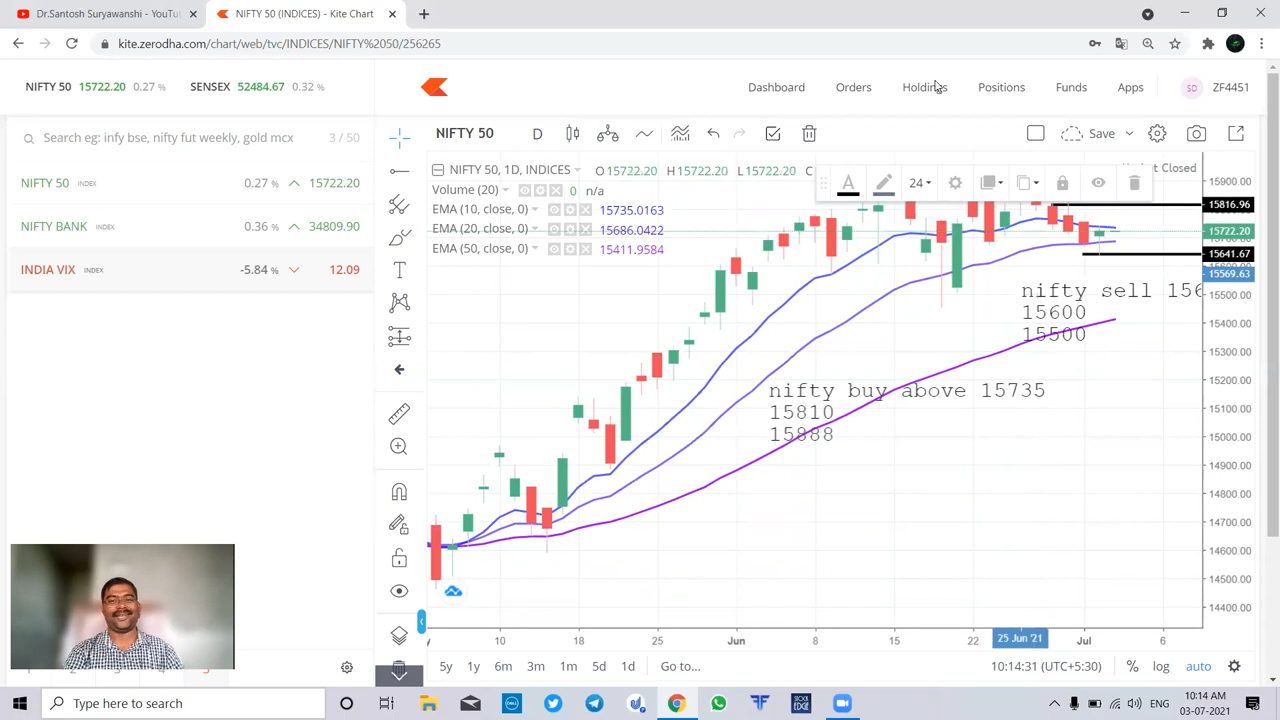 Dr.Santosh Suryawanshi - YouTu
NIFTY 50 (INDICES) - Kite Chart
kite.zerodha.com/chart/web/tvc/INDICES/NIFTY%2050/256265
NIFTY 50 15722.20 0.27 % SENSEX 52484.67 0.32 %
Dashboard Orders Holdings Positions Funds Apps SD ZF4451
Search eg: infy bse, nifty fut weekly, gold mcx 3 / 50
NIFTY 50 INDEX 0.27 % 15722.20
NIFTY BANK INDEX 0.36 % 34809.90
INDIA VIX INDEX -5.84 % 12.09
NIFTY 50 D Save
NIFTY 50, 1D, INDICES O15722.20 H15722.20 L15722.20 C
Closed
24
Volume (20) 0 n/a
EMA (10, close, 0) 15735.0163
EMA (20, close, 0) 15686.0422
EMA (50, close, 0) 15411.9584
nifty sell 156
15600
15500
nifty buy above 15735
15810
15988
15900.00
15816.96
15722.20
15641.67
15569.63
15500.00
15400.00
15300.00
15200.00
15100.00
15000.00
14900.00
14800.00
14700.00
14600.00
14500.00
14400.00
10 18 25 Jun 8 15 22 25 Jun '21 Jul 6
5y 1y 6m 3m 1m 5d 1d Go to... 10:14:31 (UTC+5:30) % log auto
Type here to search
DELL
STOCK EDGE
ENG
10:14 AM
03-07-2021